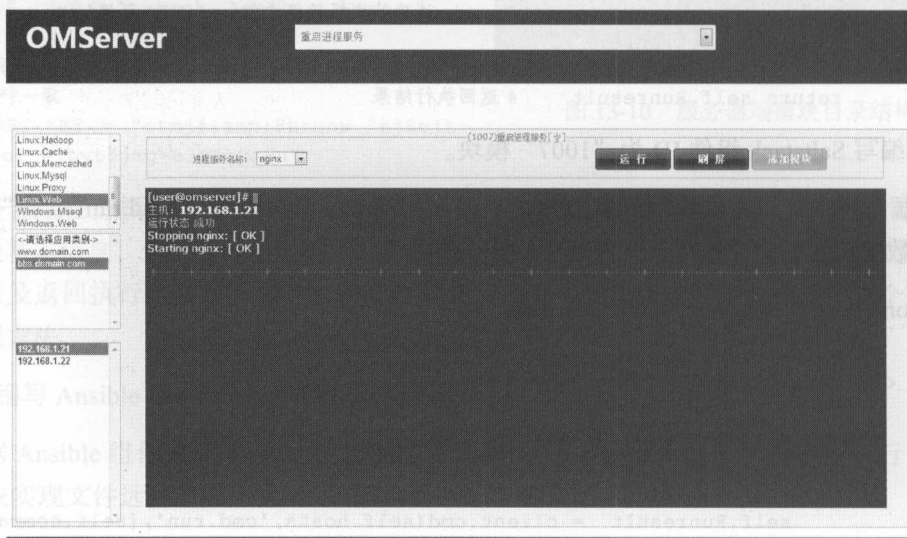 OMServer
重启进程服务
Linux.Hadoop
Linux.Cache
Linux.Memcached
Linux.Mysql
Linux.Proxy
Linux.Web
Windows.Mssql
Windows.Web
<-请选择应用类别->
www.domain.com
bbs.domain.com
192.168.1.21
192.168.1.22
(1007)重启进程服务[中]
进程服务名称: nginx
运 行
刷 屏
添加模块
[user@omserver]#
主机: 192.168.1.21
运行状态 成功
Stopping nginx: [ OK ]
Starting nginx: [ OK ]